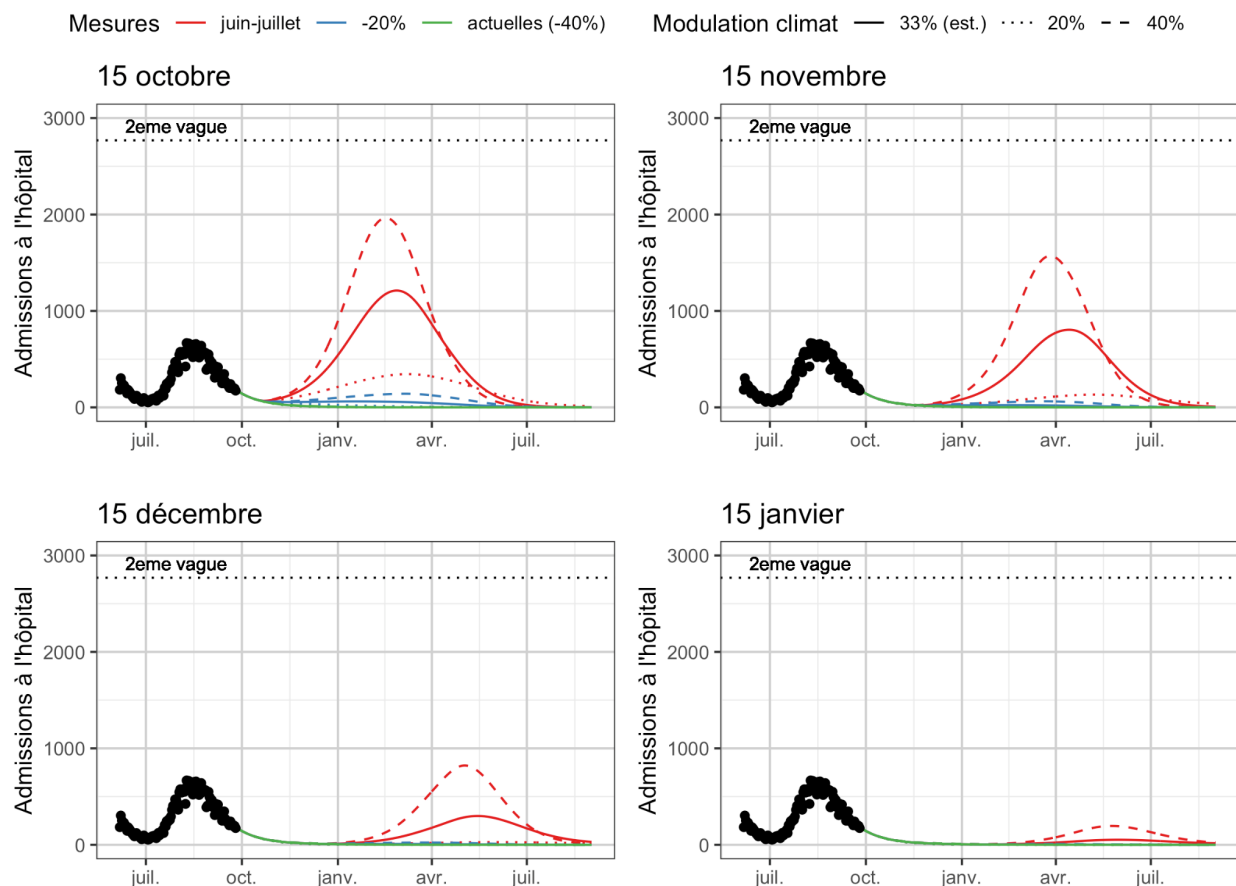 Mesures juin-juillet -20% actuelles (-40%) Modulation climat 33% (est.) 20% 40%
15 octobre
Admissions à l'hôpital
3000
2000
1000
0
2eme vague
juil. oct. janv. avr. juil.
15 novembre
Admissions à l'hôpital
3000
2000
1000
0
2eme vague
juil. oct. janv. avr. juil.
15 décembre
Admissions à l'hôpital
3000
2000
1000
0
2eme vague
juil. oct. janv. avr. juil.
15 janvier
Admissions à l'hôpital
3000
2000
1000
0
2eme vague
juil. oct. janv. avr. juil.